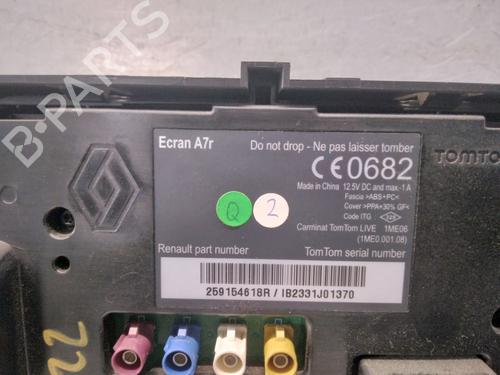 B-PARTS
Ecran A7r
Do not drop - Ne pas laisser tomber
CE0682
TOMTO
Made in China 12.5V DC and max -1 A
Fascia >ABS+PC<
Cover >PPA+30% GF<
Code ITG
Q
2
Carminat TomTom LIVE 1ME06
(1ME0.001.08)
Renault part number
TomTom serial number
259154618R / IB2331J01370
22